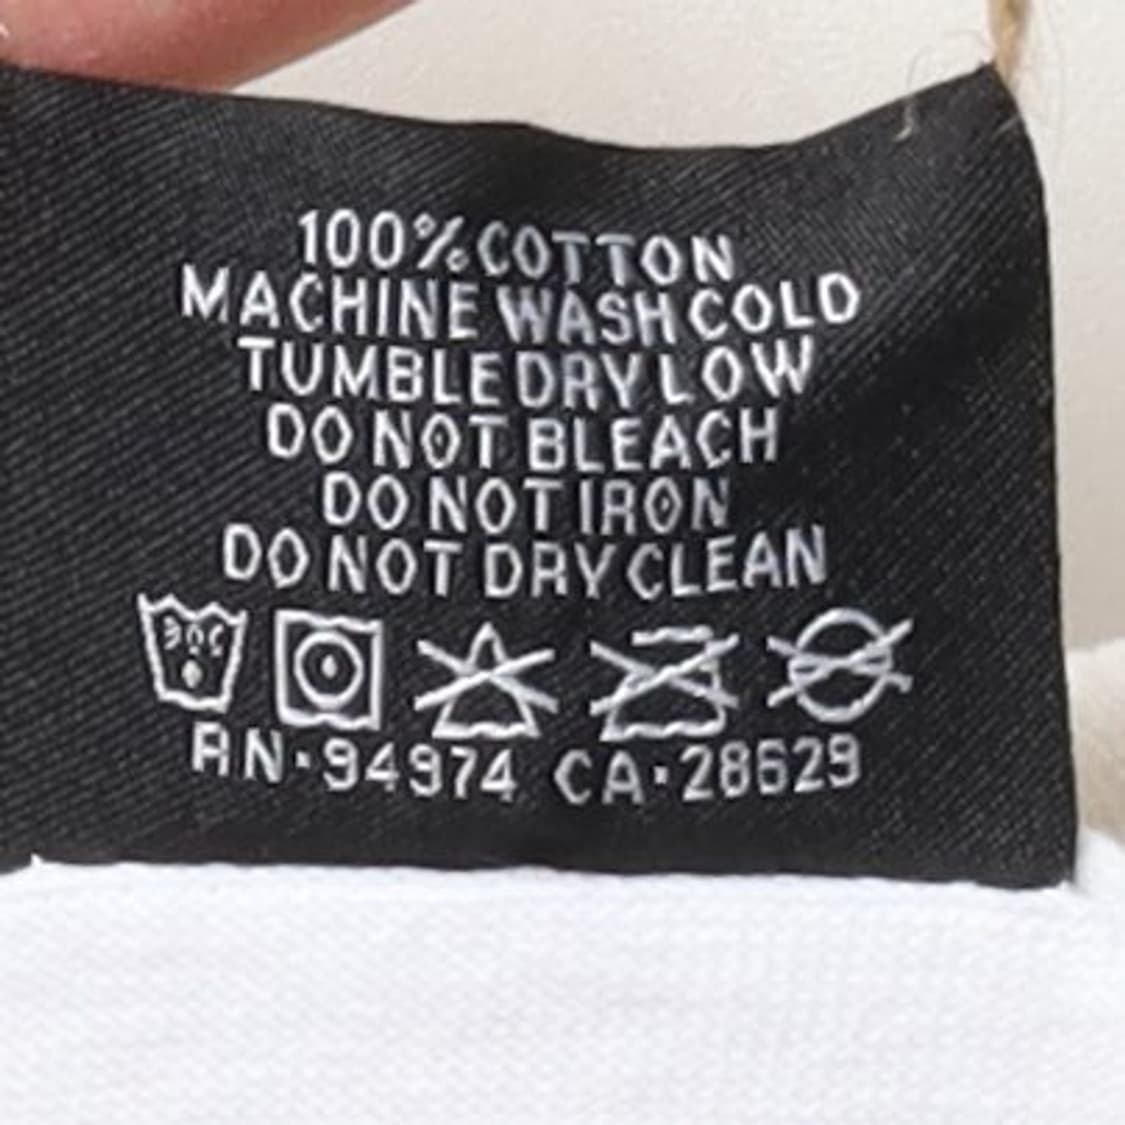 100% COTTON
MACHINE WASH COLD
TUMBLE DRY LOW
DO NOT BLEACH
DO NOT IRON
DO NOT DRY CLEAN
30C
RN·94974 CA·28629